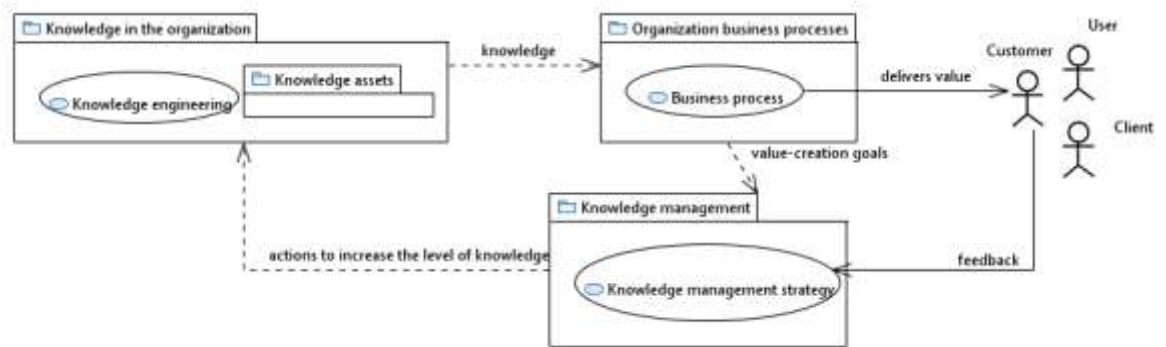 Knowledge in the organization
Knowledge engineering
Knowledge assets
knowledge
Organization business processes
Business process
delivers value
Customer
User
Client
value-creation goals
Knowledge management
Knowledge management strategy
actions to increase the level of knowledge
feedback